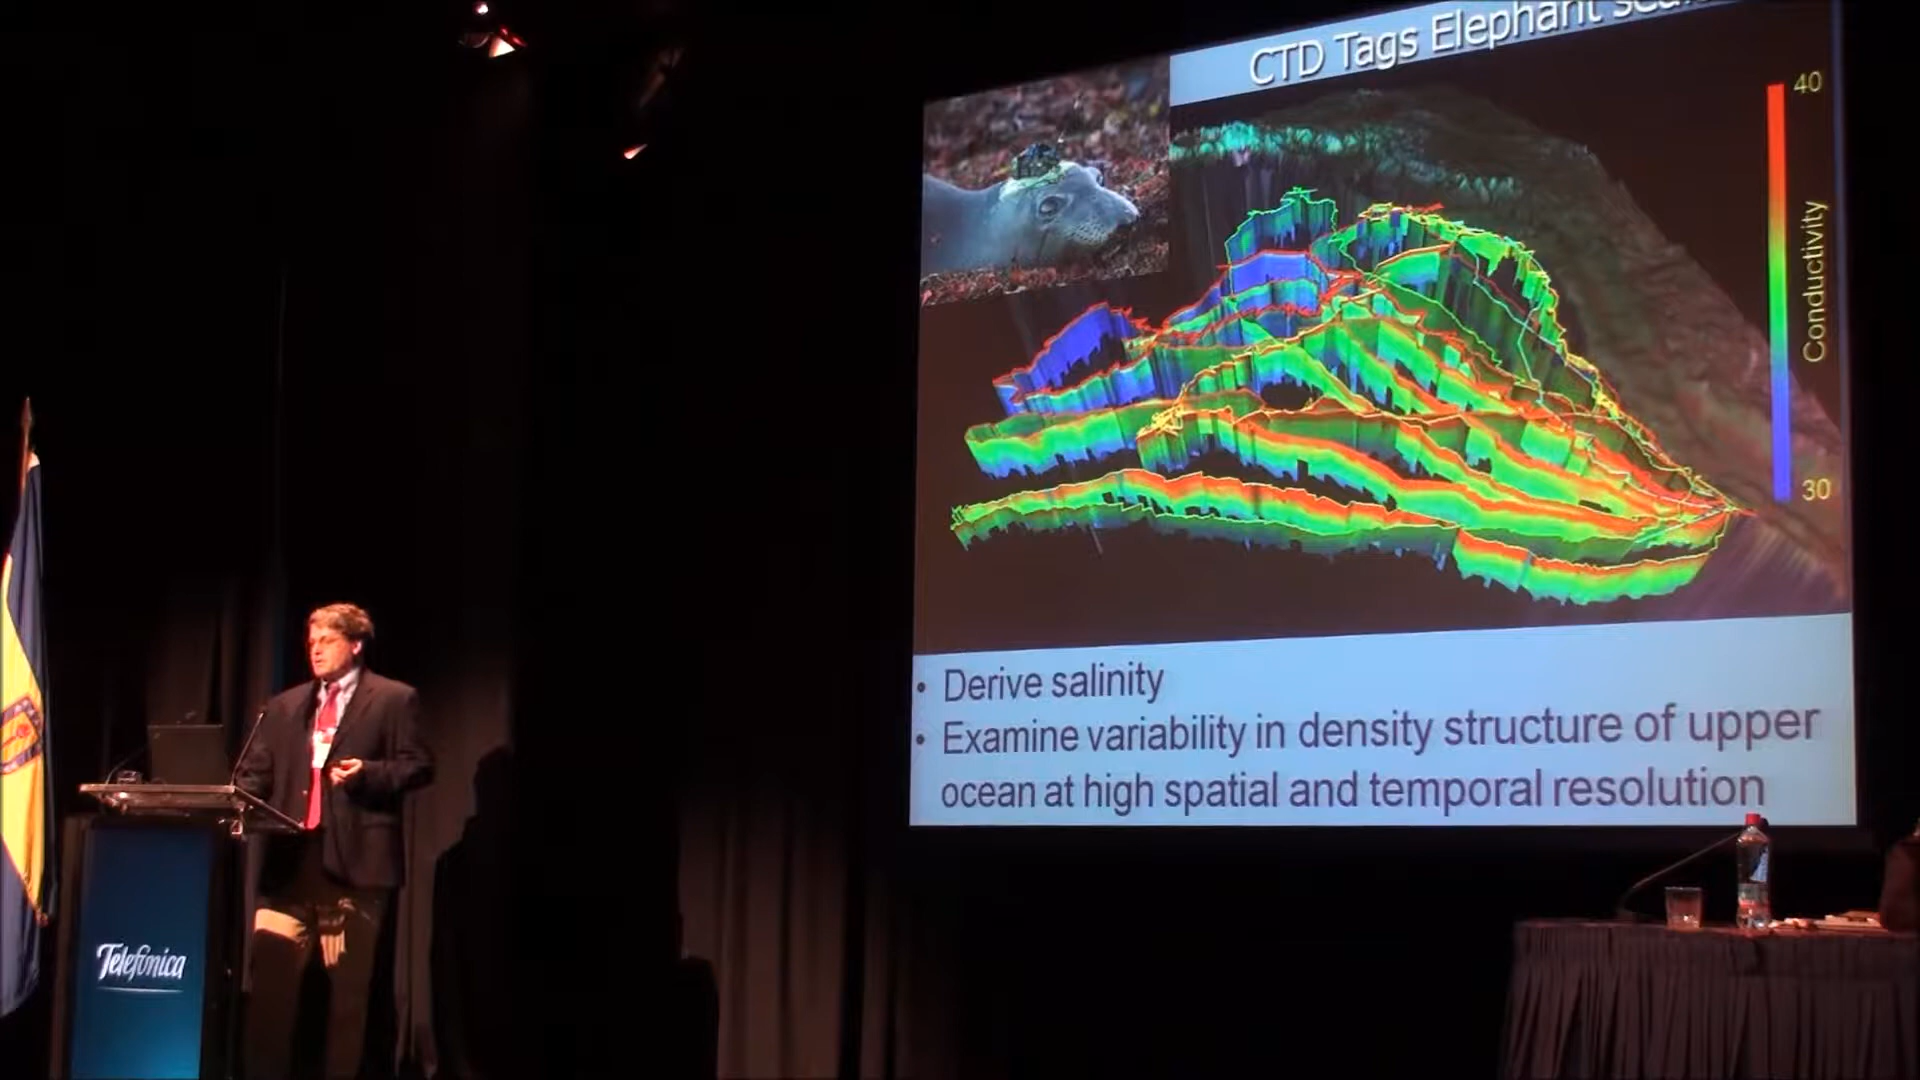 CTD Tags Elephant
40
Conductivity
30
• Derive salinity
• Examine variability in density structure of upper
ocean at high spatial and temporal resolution
Telefónica